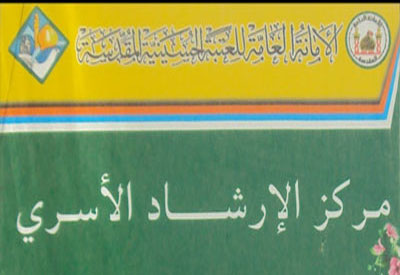 الأمانة العامة للعتبة الحسينية المقدسة
مركز الإرشاد الأسري